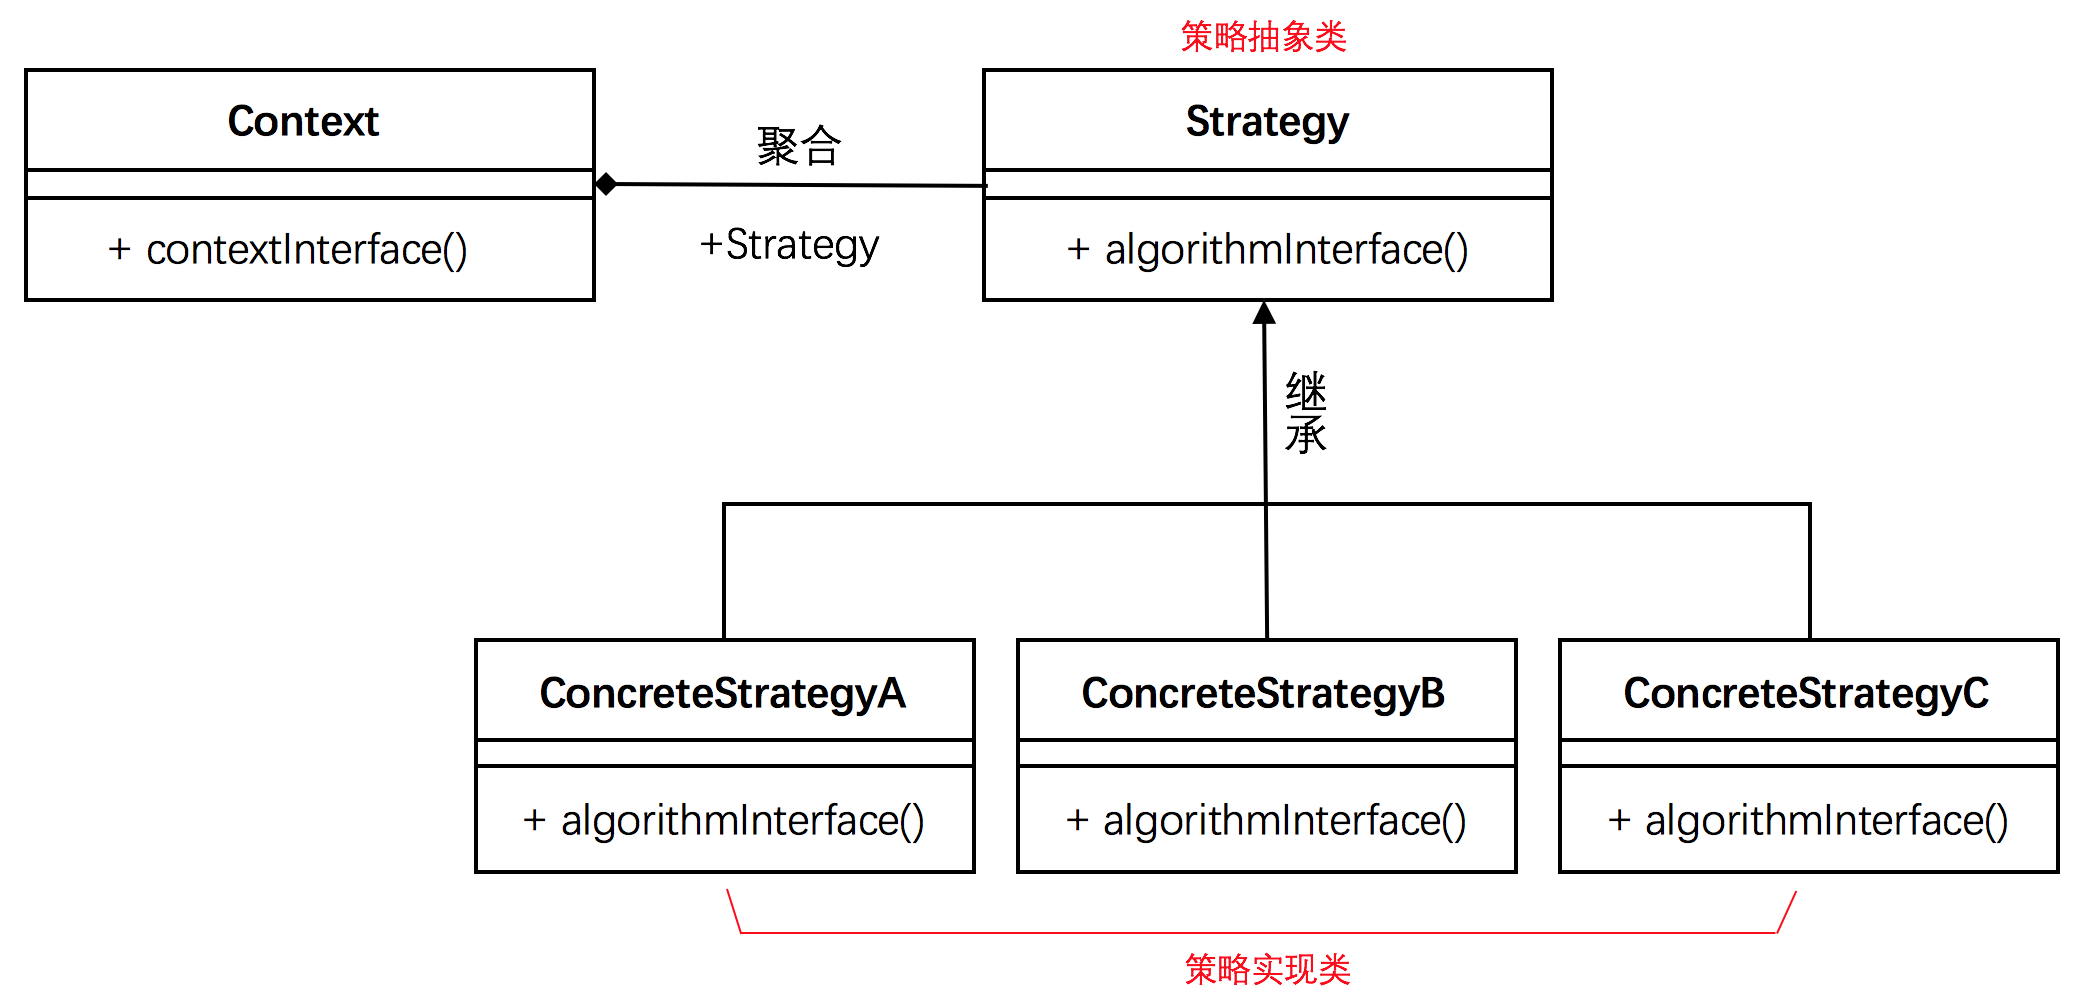 策略抽象类
Context
Strategy
聚合
+ contextInterface()
+Strategy
+ algorithmInterface()
继
承
ConcreteStrategyA
ConcreteStrategyB
ConcreteStrategyC
+ algorithmInterface()
+ algorithmInterface()
+ algorithmInterface()
策略实现类